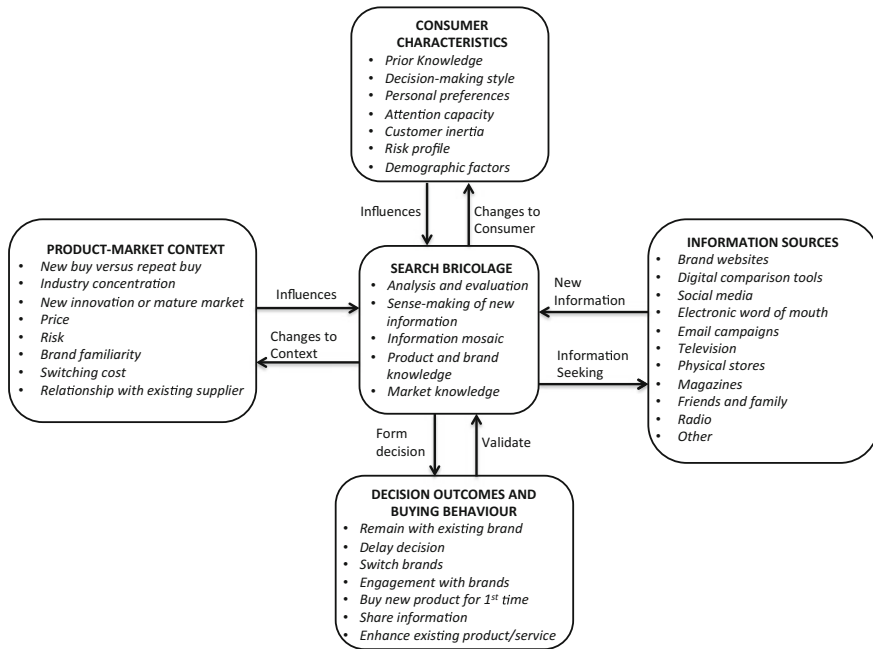 CONSUMER
CHARACTERISTICS
• Prior Knowledge
• Decision-making style
• Personal preferences
• Attention capacity
• Customer inertia
• Risk profile
• Demographic factors
Influences
Changes to
Consumer
PRODUCT-MARKET CONTEXT
• New buy versus repeat buy
• Industry concentration
• New innovation or mature market
• Price
• Risk
• Brand familiarity
• Switching cost
• Relationship with existing supplier
Influences
Changes to
Context
SEARCH BRICOLAGE
• Analysis and evaluation
• Sense-making of new
information
• Information mosaic
• Product and brand
knowledge
• Market knowledge
New
Information
Information
Seeking
INFORMATION SOURCES
• Brand websites
• Digital comparison tools
• Social media
• Electronic word of mouth
• Email campaigns
• Television
• Physical stores
• Magazines
• Friends and family
• Radio
• Other
Form
decision
Validate
DECISION OUTCOMES AND
BUYING BEHAVIOUR
• Remain with existing brand
• Delay decision
• Switch brands
• Engagement with brands
• Buy new product for 1st time
• Share information
• Enhance existing product/service